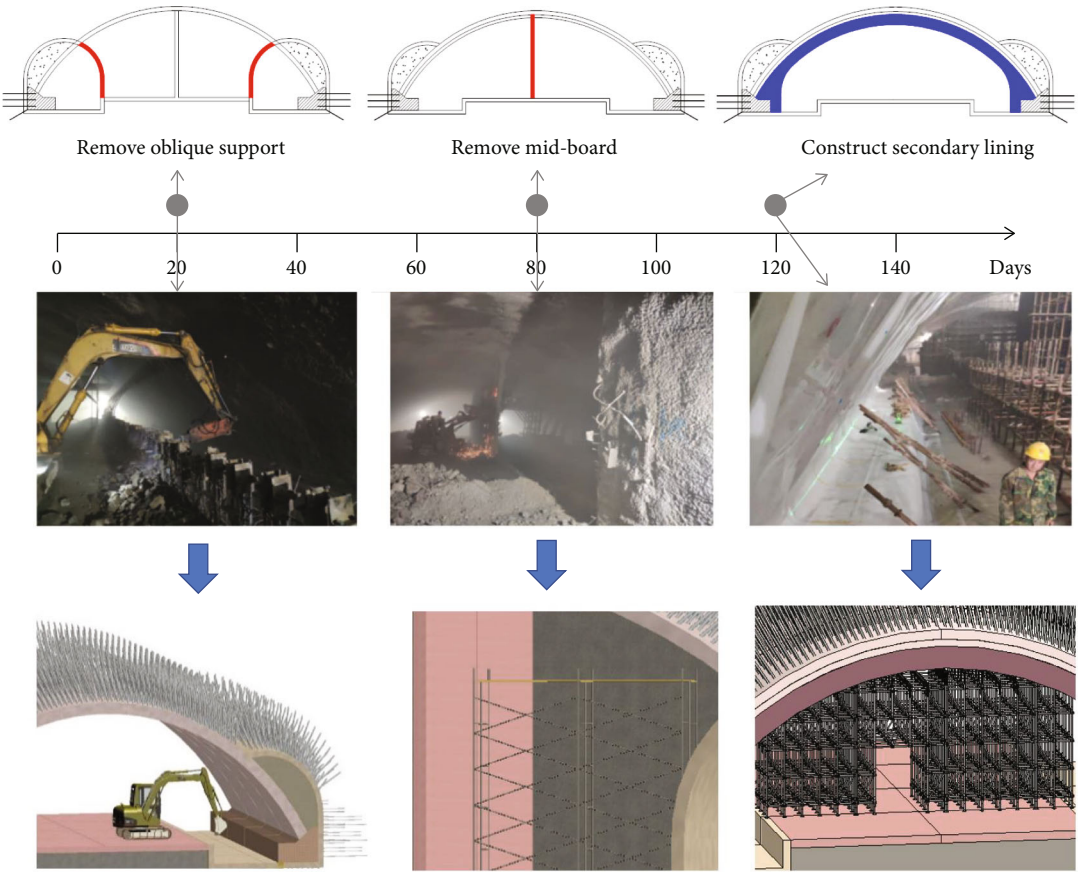 Remove oblique support
Remove mid-board
Construct secondary lining
0 20 40 60 80 100 120 140 Days